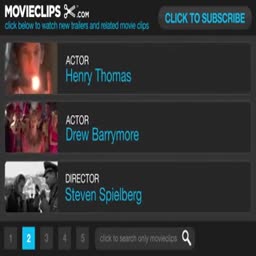 MOVIECLIPS .COM
click below to watch new trailers and related movie clips
CLICK TO SUBSCRIBE
ACTOR
Henry Thomas
ACTOR
Drew Barrymore
DIRECTOR
Steven Spielberg
1 2 3 4 5 click to search only movieclips